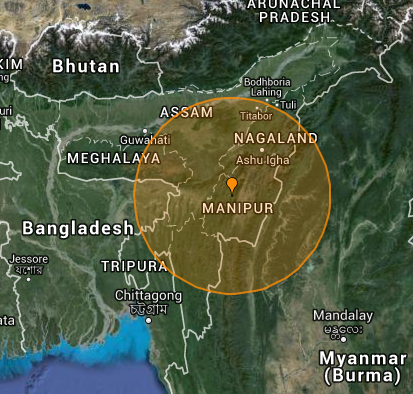 ARUNACHAL
PRADESH
KIM
Bhutan
Bodhboria
Lahing
Tuli
ASSAM
Titabor
Guwahati
NAGALAND
MEGHALAYA
Ashu Igha
MANIPUR
Bangladesh
Jessore
যশোর
TRIPURA
Chittagong
চট্টগ্রাম
Mandalay
မန္တလေး
Myanmar
(Burma)